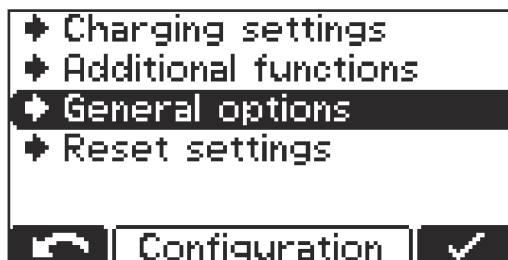 Charging settings
Additional functions
General options
Reset settings
Configuration